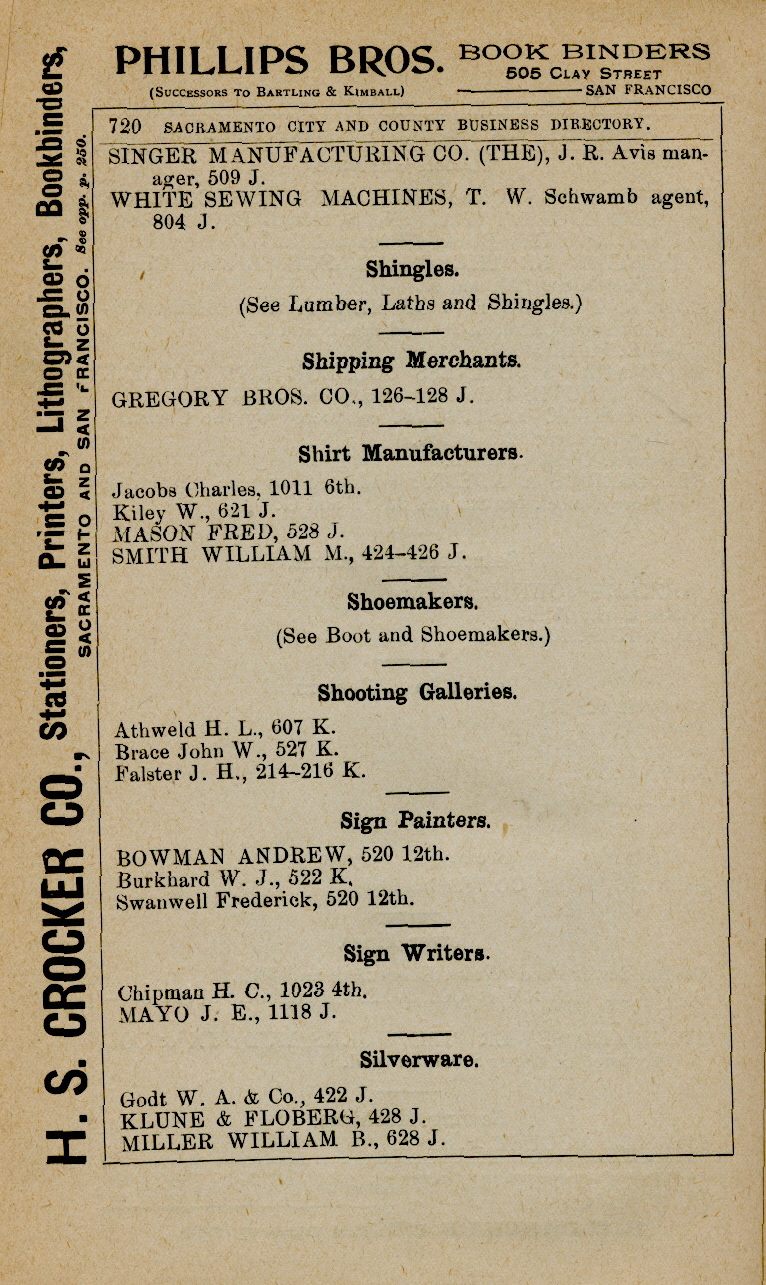 PHILLIPS BROS. BOOK BINDERS
505 CLAY STREET
(SUCCESSORS TO BARTLING & KIMBALL) SAN FRANCISCO
H. S. CROCKER CO., Stationers, Printers, Lithographers, Bookbinders,
SACRAMENTO AND SAN FRANCISCO. See opp. p. 250.
720 SACRAMENTO CITY AND COUNTY BUSINESS DIRECTORY.
SINGER MANUFACTURING CO. (THE), J. R. Avis man-
ager, 509 J.
WHITE SEWING MACHINES, T. W. Schwamb agent,
804 J.
Shingles.
(See Lumber, Laths and Shingles.)
Shipping Merchants.
GREGORY BROS. CO., 126–128 J.
Shirt Manufacturers.
Jacobs Charles, 1011 6th.
Kiley W., 621 J.
MASON FRED, 528 J.
SMITH WILLIAM M., 424–426 J.
Shoemakers.
(See Boot and Shoemakers.)
Shooting Galleries.
Athweld H. L., 607 K.
Brace John W., 527 K.
Falster J. H., 214–216 K.
Sign Painters.
BOWMAN ANDREW, 520 12th.
Burkhard W. J., 522 K.
Swanwell Frederick, 520 12th.
Sign Writers.
Chipman H. C., 1023 4th.
MAYO J. E., 1118 J.
Silverware.
Godt W. A. & Co., 422 J.
KLUNE & FLOBERG, 428 J.
MILLER WILLIAM B., 628 J.